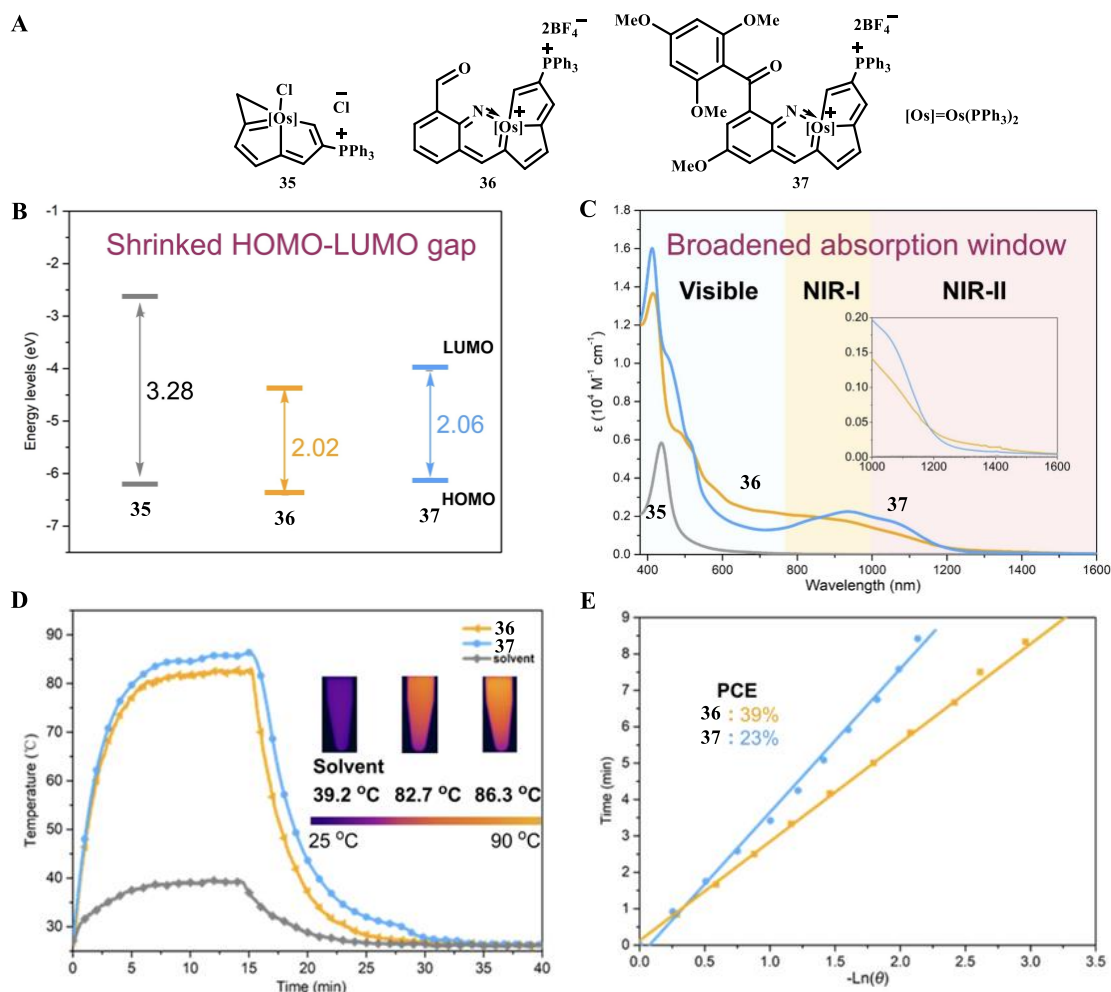 A
Cl
[Os]
Cl
−
+
PPh3
35
O
N
[Os]
+
2BF4−
+
PPh3
36
MeO
OMe
OMe
O
MeO
N
[Os]
+
2BF4−
+
PPh3
37
[Os]=Os(PPh3)2
B
Shrinked HOMO-LUMO gap
Energy levels (eV)
-1
-2
-3
-4
-5
-6
-7
3.28
2.02
2.06
LUMO
HOMO
35
36
37
C
Broadened absorption window
Visible
NIR-I
NIR-II
ε (10⁴ M⁻¹ cm⁻¹)
1.8
1.6
1.4
1.2
1.0
0.8
0.6
0.4
0.2
0.0
0.20
0.15
0.10
0.05
0.00
1000
1200
1400
1600
35
36
37
400
600
800
1000
1200
1400
1600
Wavelength (nm)
D
Temperature (℃)
90
80
70
60
50
40
30
36
37
solvent
Solvent
39.2 °C
82.7 °C
86.3 °C
25 °C
90 °C
0
5
10
15
20
25
30
35
40
Time (min)
E
Time (min)
9
8
7
6
5
4
3
2
1
0
PCE
36 : 39%
37 : 23%
0.0
0.5
1.0
1.5
2.0
2.5
3.0
3.5
-Ln(θ)